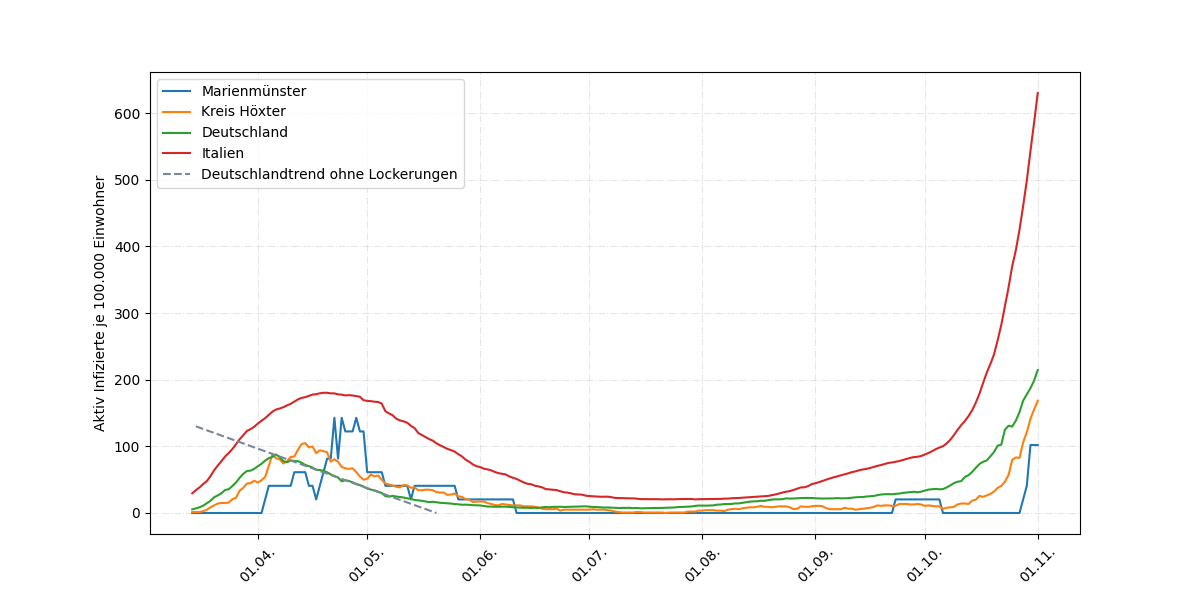 Marienmünster
Kreis Höxter
Deutschland
Italien
Deutschlandtrend ohne Lockerungen
Aktiv Infizierte je 100.000 Einwohner
600
500
400
300
200
100
0
01.04.
01.05.
01.06.
01.07.
01.08.
01.09.
01.10.
01.11.